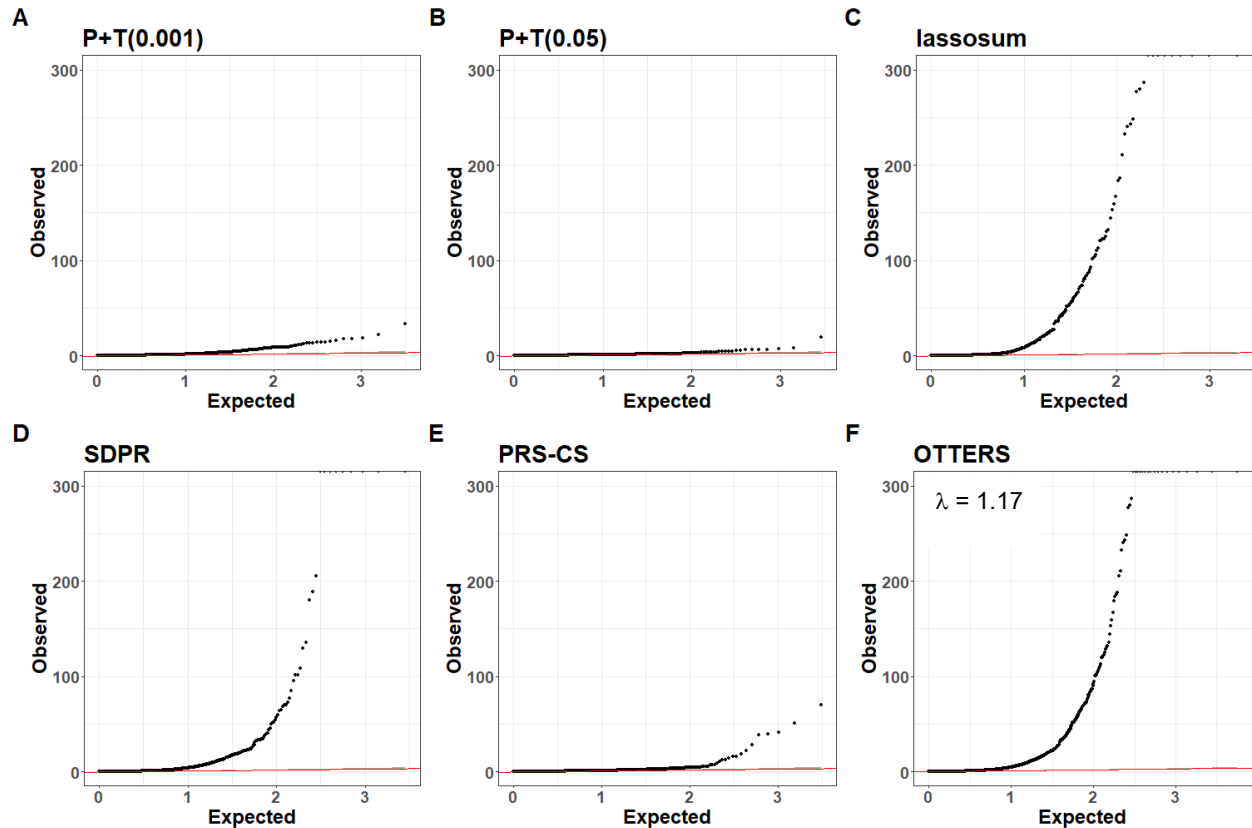 A
P+T(0.001)
300
200
100
0
Observed
0 1 2 3
Expected
B
P+T(0.05)
300
200
100
0
Observed
0 1 2 3
Expected
C
lassosum
300
200
100
0
Observed
0 1 2 3
Expected
D
SDPR
300
200
100
0
Observed
0 1 2 3
Expected
E
PRS-CS
300
200
100
0
Observed
0 1 2 3
Expected
F
OTTERS
λ = 1.17
300
200
100
0
Observed
0 1 2 3
Expected